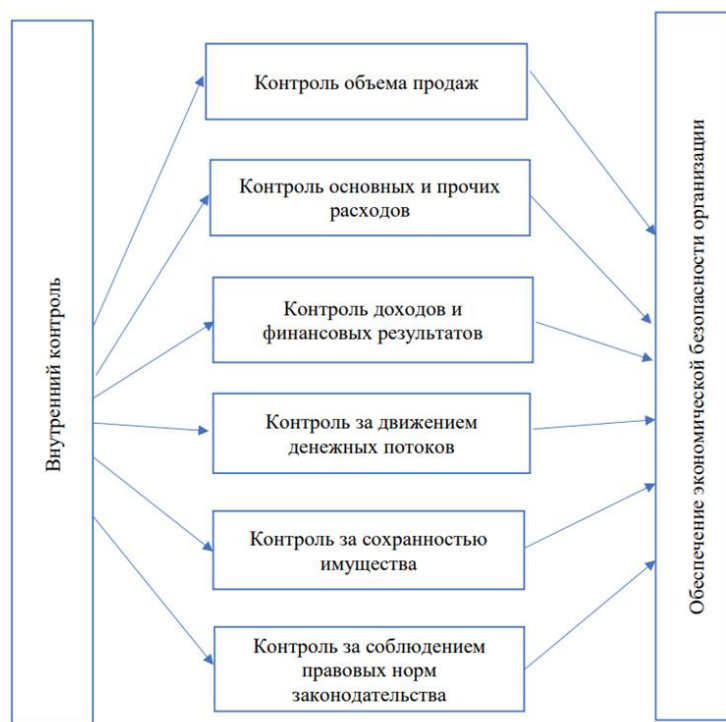 Внутренний контроль
Контроль объема продаж
Контроль основных и прочих
расходов
Контроль доходов и
финансовых результатов
Контроль за движением
денежных потоков
Контроль за сохранностью
имущества
Контроль за соблюдением
правовых норм
законодательства
Обеспечение экономической безопасности организации